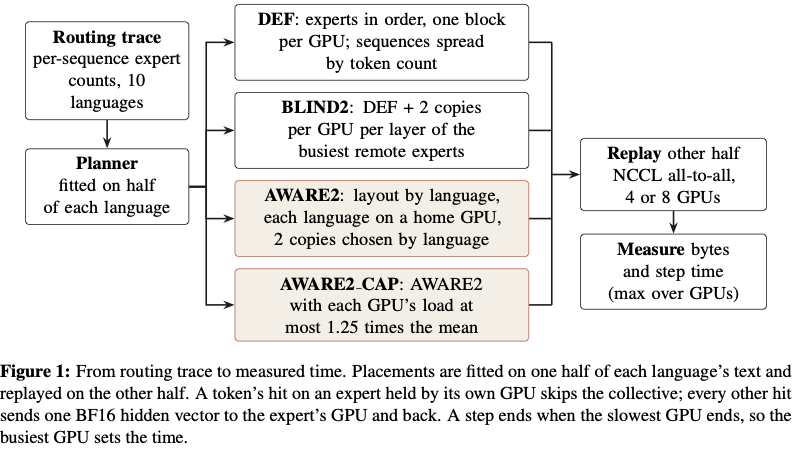 Routing trace
per-sequence expert
counts, 10
languages
Planner
fitted on half
of each language
DEF: experts in order, one block
per GPU; sequences spread
by token count
BLIND2: DEF + 2 copies
per GPU per layer of the
busiest remote experts
AWARE2: layout by language,
each language on a home GPU,
2 copies chosen by language
AWARE2_CAP: AWARE2
with each GPU's load at
most 1.25 times the mean
Replay other half
NCCL all-to-all,
4 or 8 GPUs
Measure bytes
and step time
(max over GPUs)
Figure 1: From routing trace to measured time. Placements are fitted on one half of each language's text and
replayed on the other half. A token's hit on an expert held by its own GPU skips the collective; every other hit
sends one BF16 hidden vector to the expert's GPU and back. A step ends when the slowest GPU ends, so the
busiest GPU sets the time.